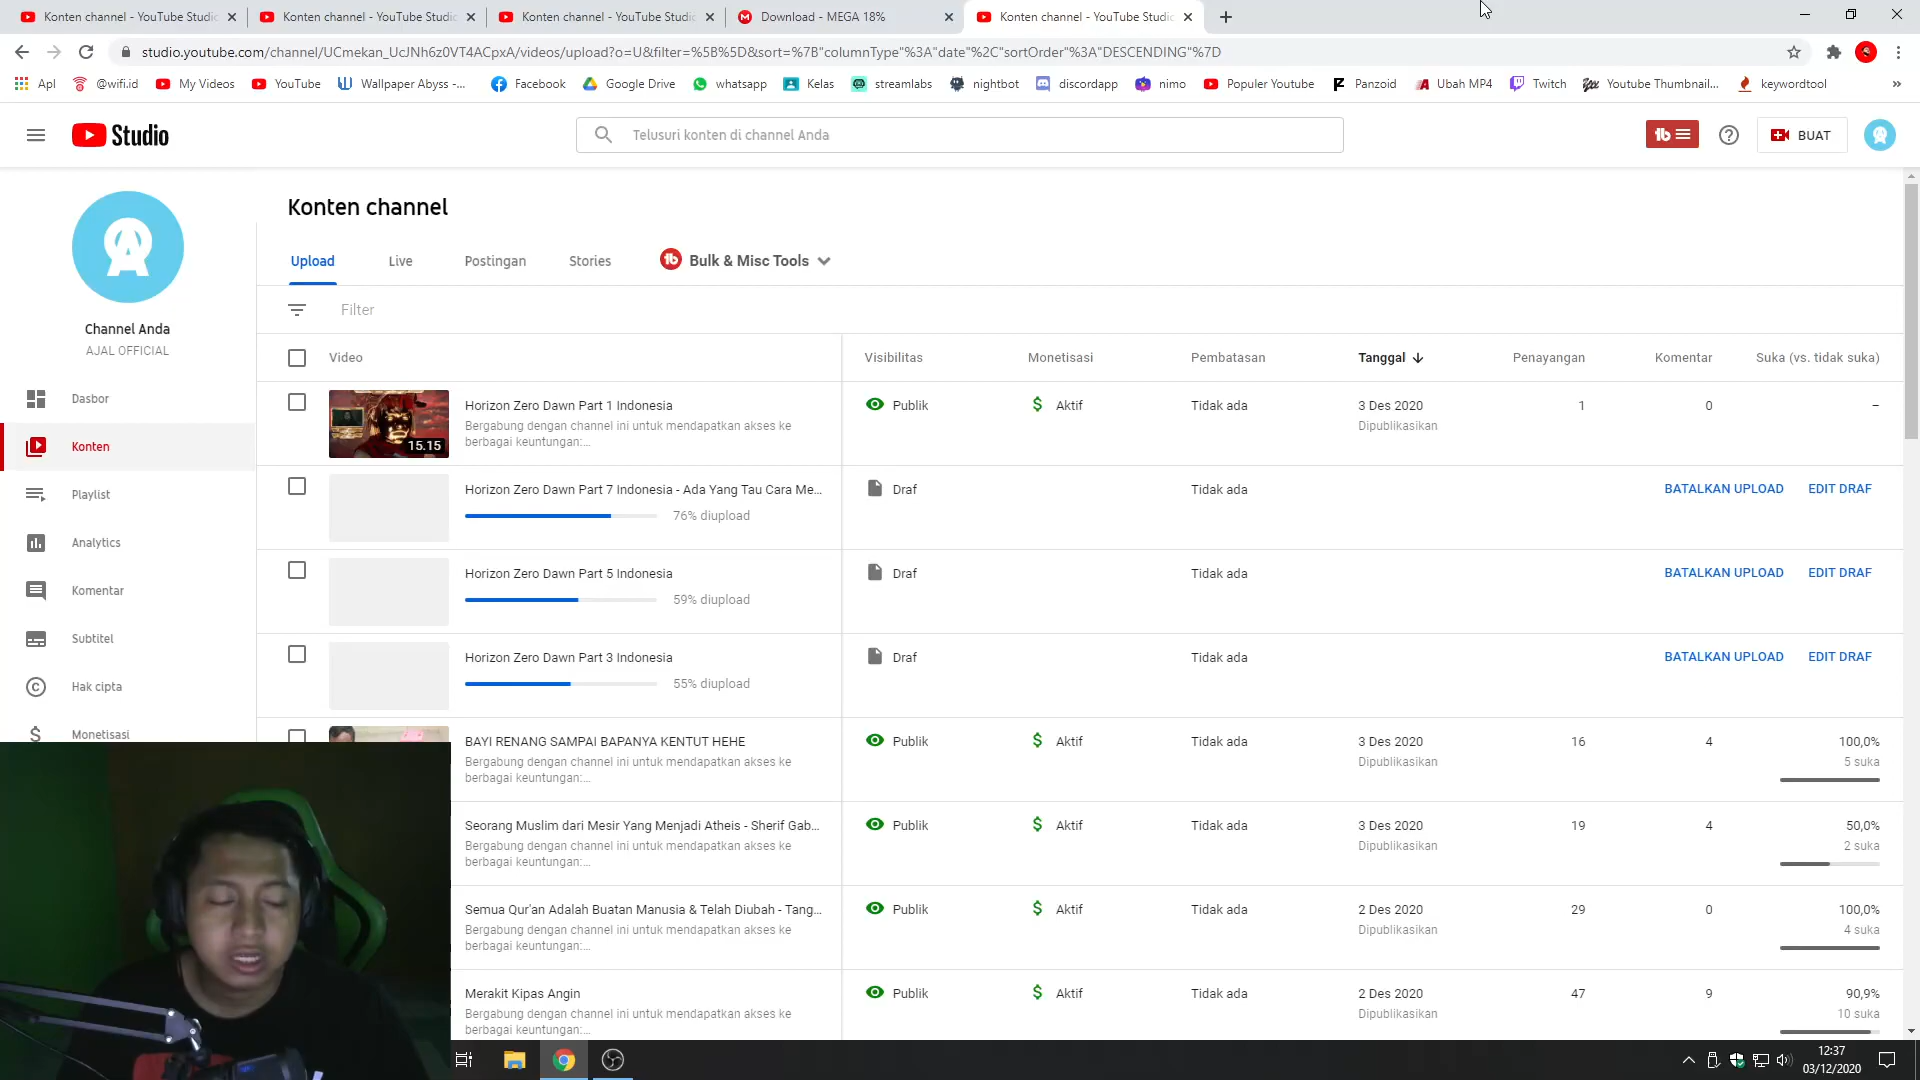 Konten channel - YouTube Studio
Konten channel - YouTube Studio
Konten channel - YouTube Studio
Download - MEGA 18%
Konten channel - YouTube Studio
studio.youtube.com/channel/UCmekan_UcJNh6z0VT4ACpxA/videos/upload?o=U&filter=%5B%5D&sort=%7B"columnType"%3A"date"%2C"sortOrder"%3A"DESCENDING"%7D
Apl @wifi.id My Videos YouTube Wallpaper Abyss -... Facebook Google Drive whatsapp Kelas streamlabs nightbot discordapp nimo Populer Youtube Panzoid Ubah MP4 Twitch Youtube Thumbnail... keywordtool »
Studio
Telusuri konten di channel Anda
BUAT
Channel Anda
AJAL OFFICIAL
Dasbor
Konten
Playlist
Analytics
Komentar
Subtitel
Hak cipta
Monetisasi
Konten channel
Upload Live Postingan Stories Bulk & Misc Tools
Filter
Video Visibilitas Monetisasi Pembatasan Tanggal Penayangan Komentar Suka (vs. tidak suka)
15.15
Horizon Zero Dawn Part 1 Indonesia Publik Aktif Tidak ada 3 Des 2020 1 0 –
Bergabung dengan channel ini untuk mendapatkan akses ke Dipublikasikan
berbagai keuntungan:...
Horizon Zero Dawn Part 7 Indonesia - Ada Yang Tau Cara Me... Draf Tidak ada BATALKAN UPLOAD EDIT DRAF
76% diupload
Horizon Zero Dawn Part 5 Indonesia Draf Tidak ada BATALKAN UPLOAD EDIT DRAF
59% diupload
Horizon Zero Dawn Part 3 Indonesia Draf Tidak ada BATALKAN UPLOAD EDIT DRAF
55% diupload
BAYI RENANG SAMPAI BAPANYA KENTUT HEHE Publik Aktif Tidak ada 3 Des 2020 16 4 100,0%
Bergabung dengan channel ini untuk mendapatkan akses ke Dipublikasikan 5 suka
berbagai keuntungan:...
Seorang Muslim dari Mesir Yang Menjadi Atheis - Sherif Gab... Publik Aktif Tidak ada 3 Des 2020 19 4 50,0%
Bergabung dengan channel ini untuk mendapatkan akses ke Dipublikasikan 2 suka
berbagai keuntungan:...
Semua Qur'an Adalah Buatan Manusia & Telah Diubah - Tang... Publik Aktif Tidak ada 2 Des 2020 29 0 100,0%
Bergabung dengan channel ini untuk mendapatkan akses ke Dipublikasikan 4 suka
berbagai keuntungan:...
Merakit Kipas Angin Publik Aktif Tidak ada 2 Des 2020 47 9 90,9%
Bergabung dengan channel ini untuk mendapatkan akses ke Dipublikasikan 10 suka
berbagai keuntungan:...
12:37
03/12/2020